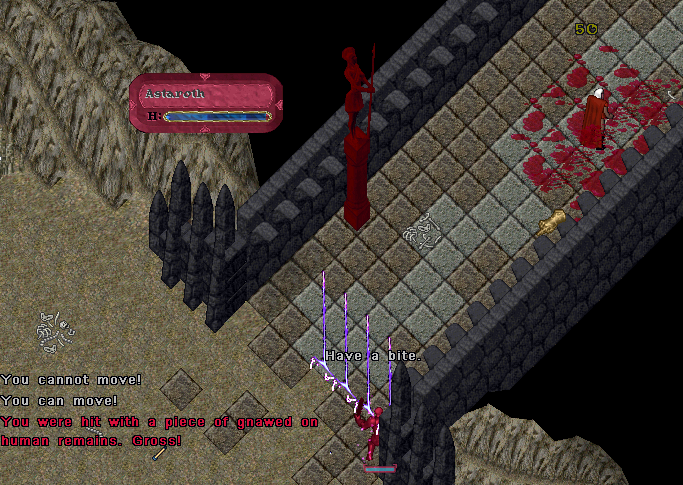 50
Astaroth
H:
Have a bite.
You cannot move!
You can move!
You were hit with a piece of gnawed on
human remains. Gross!